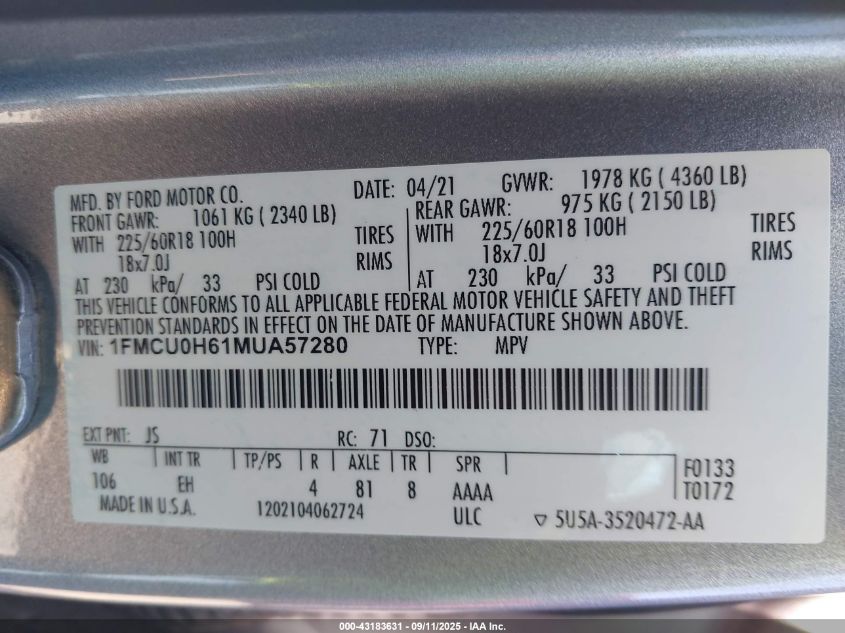 MFD. BY FORD MOTOR CO. DATE: 04/21 GVWR: 1978 KG ( 4360 LB)
FRONT GAWR: 1061 KG ( 2340 LB) REAR GAWR: 975 KG ( 2150 LB)
WITH 225/60R18 100H TIRES WITH 225/60R18 100H TIRES
18x7.0J RIMS 18x7.0J RIMS
AT 230 kPa/ 33 PSI COLD AT 230 kPa/ 33 PSI COLD
THIS VEHICLE CONFORMS TO ALL APPLICABLE FEDERAL MOTOR VEHICLE SAFETY AND THEFT
PREVENTION STANDARDS IN EFFECT ON THE DATE OF MANUFACTURE SHOWN ABOVE.
VIN: 1FMCU0H61MUA57280 TYPE: MPV
EXT PNT: JS RC: 71 DSO:
WB INT TR TP/PS R AXLE TR SPR F0133
106 EH 4 81 8 AAAA T0172
MADE IN U.S.A. 1202104062724 ULC ▽ 5U5A-3520472-AA
000-43183631 - 09/11/2025 - IAA Inc.